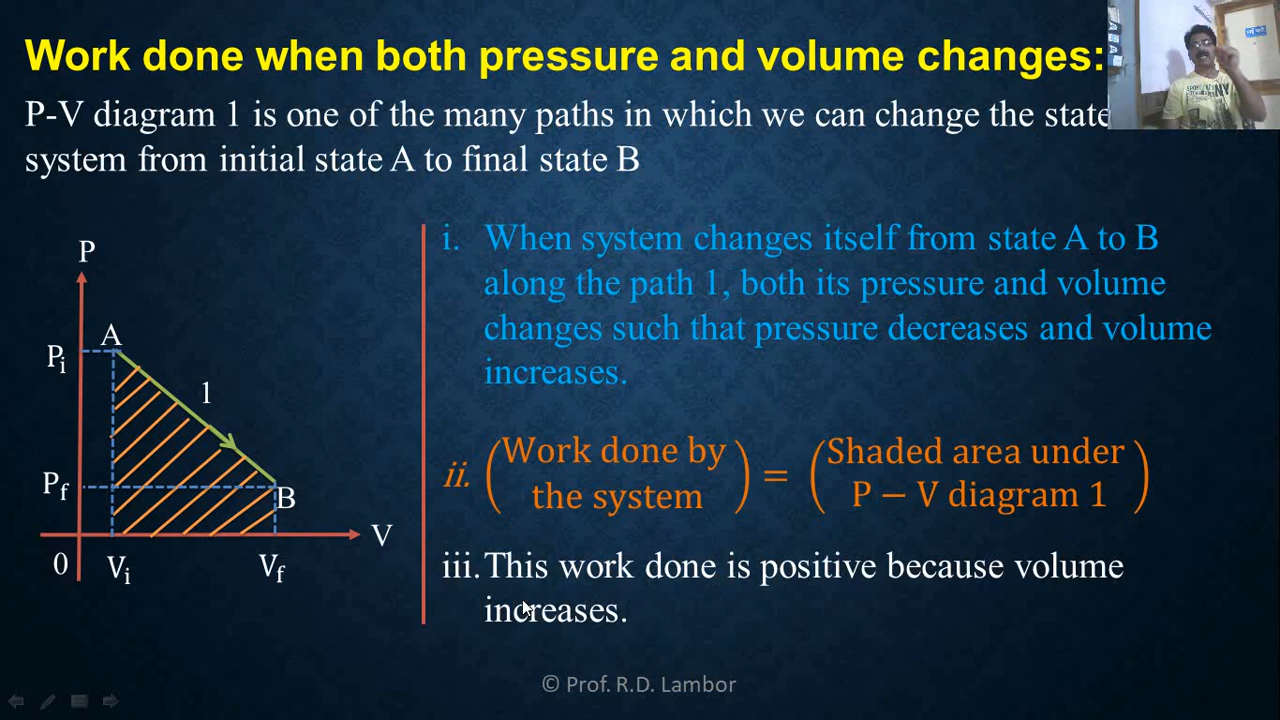 Work done when both pressure and volume changes:
P-V diagram 1 is one of the many paths in which we can change the state
system from initial state A to final state B
P
A
Pi
1
Pf
B
V
0
Vi
Vf
i. When system changes itself from state A to B
along the path 1, both its pressure and volume
changes such that pressure decreases and volume
increases.
ii. (Work done by
the system) = (Shaded area under
P − V diagram 1)
iii. This work done is positive because volume
increases.
© Prof. R.D. Lambor